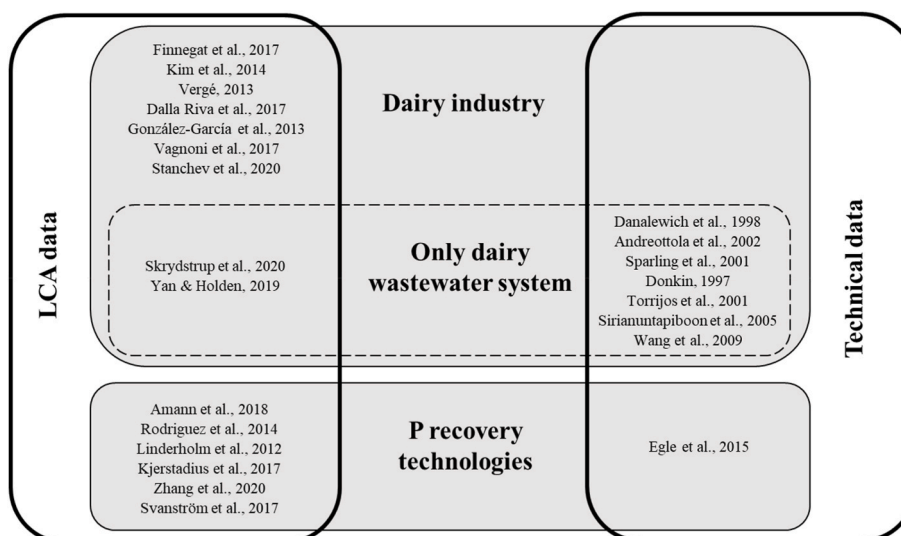 Finnegat et al., 2017
Kim et al., 2014
Vergé, 2013
Dalla Riva et al., 2017
González-García et al., 2013
Vagnoni et al., 2017
Stanchev et al., 2020
Dairy industry
LCA data
Skrydstrup et al., 2020
Yan & Holden, 2019
Only dairy
wastewater system
Danalewich et al., 1998
Andreottola et al., 2002
Sparling et al., 2001
Donkin, 1997
Torrijos et al., 2001
Sirianuntapiboon et al., 2005
Wang et al., 2009
Technical data
Amann et al., 2018
Rodriguez et al., 2014
Linderholm et al., 2012
Kjerstadius et al., 2017
Zhang et al., 2020
Svanström et al., 2017
P recovery
technologies
Egle et al., 2015